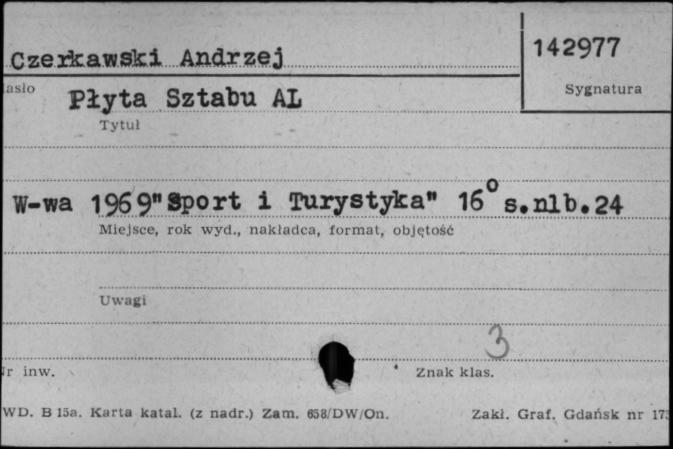 Czerkawski Andrzej
142977
asło
Sygnatura
Płyta Sztabu AL
Tytuł
W-wa 1969"Sport i Turystyka" 16° s.nlb.24
Miejsce, rok wyd., nakładca, format, objętość
Uwagi
3
r inw.
Znak klas.
WD. B 15a. Karta katal. (z nadr.) Zam. 658/DW/On.
Zakł. Graf. Gdańsk nr 173